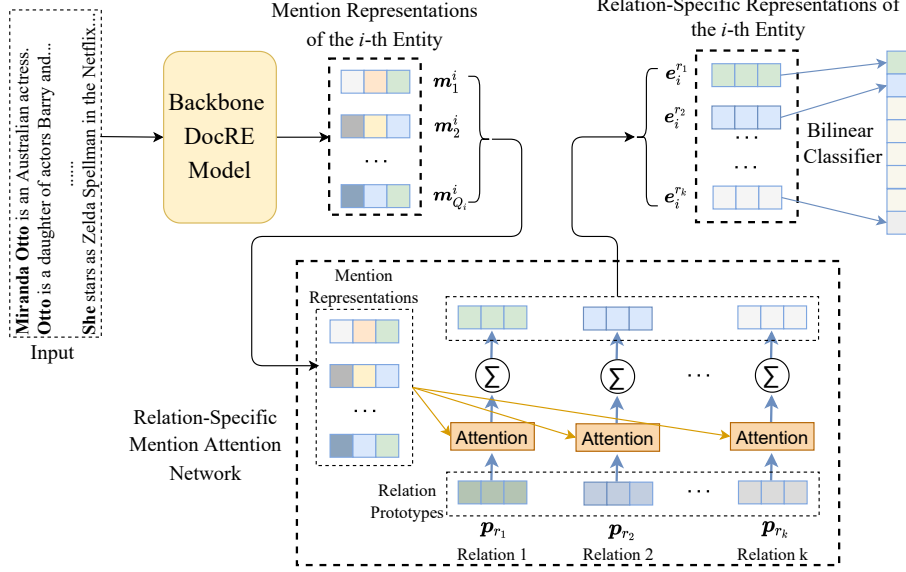 Miranda Otto is an Australian actress.
Otto is a daughter of actors Barry and...
......
She stars as Zelda Spellman in the Netflix...
Input
Backbone
DocRE
Model
Mention Representations
of the i-th Entity
m^i_1
m^i_2
...
m^i_{Q_i}
Relation-Specific Representations of
the i-th Entity
e^{r_1}_i
e^{r_2}_i
... ...
e^{r_k}_i
Bilinear
Classifier
Relation-Specific
Mention Attention
Network
Mention
Representations
...
∑ ∑ ... ∑
Attention Attention Attention
Relation
Prototypes
...
p_{r_1} p_{r_2} p_{r_k}
Relation 1 Relation 2 Relation k